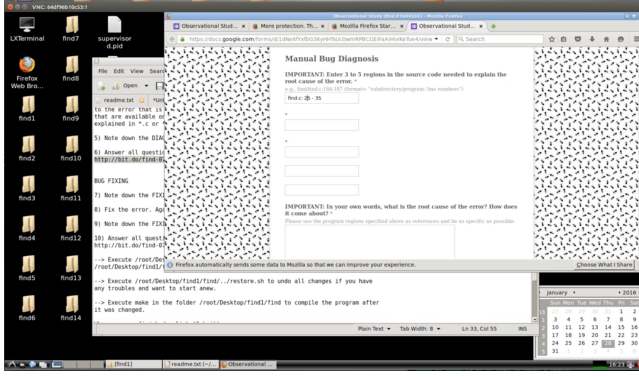 VNC: 64df96b10c53:1
LXTerminal
find7
supervisor
d.pid
Firefox
Web Bro...
find8
find1
find9
find2
find10
find3
find11
find4
find12
find5
find13
find6
find14
File Edit View Search
Open
readme.txt
to the error that is
that are available on
explained in *.c or
5) Note down the DIAG
6) Answer all questio
http://bit.do/find-0
BUG FIXING
7) Note down the FIXI
8) Fix the error. Aga
9) Note down the FIXI
10) Answer all questi
http://bit.do/find-0
--> Execute /root/Des
/root/Desktop/find1/f
--> Execute /root/Desktop/find1/find/../restore.sh to undo all changes if you have
my troubles and want to start anew.
--> Execute make in the folder /root/Desktop/find1/find to compile the program after
it was changed.
Plain Text
Tab Width: 8
Ln 33, Col 55
INS
Observational Stud...
More protection. Th...
Mozilla Firefox Star...
Observational Stud...
Search
Manual Bug Diagnosis
IMPORTANT: Enter 3 to 5 regions in the source code needed to explain the
root cause of the error. *
find.c: 25 - 35
*
*
IMPORTANT: In your own words, what is the root cause of the error? How does
it come about? *
Please use the program regions specified above as references and be as specific as possible.
Firefox automatically sends some data to Mozilla so that we can improve your experience.
Choose What I Share
January
2016
Sun Mon Tue Wed Thu Fri Sat
1 2
3 4 5 6 7 8 9
10 11 12 13 14 15 16
17 18 19 20 21 22 23
24 25 26 27 28 29 30
31
[find1]
readme.txt (~/...
Observational ...
16:23